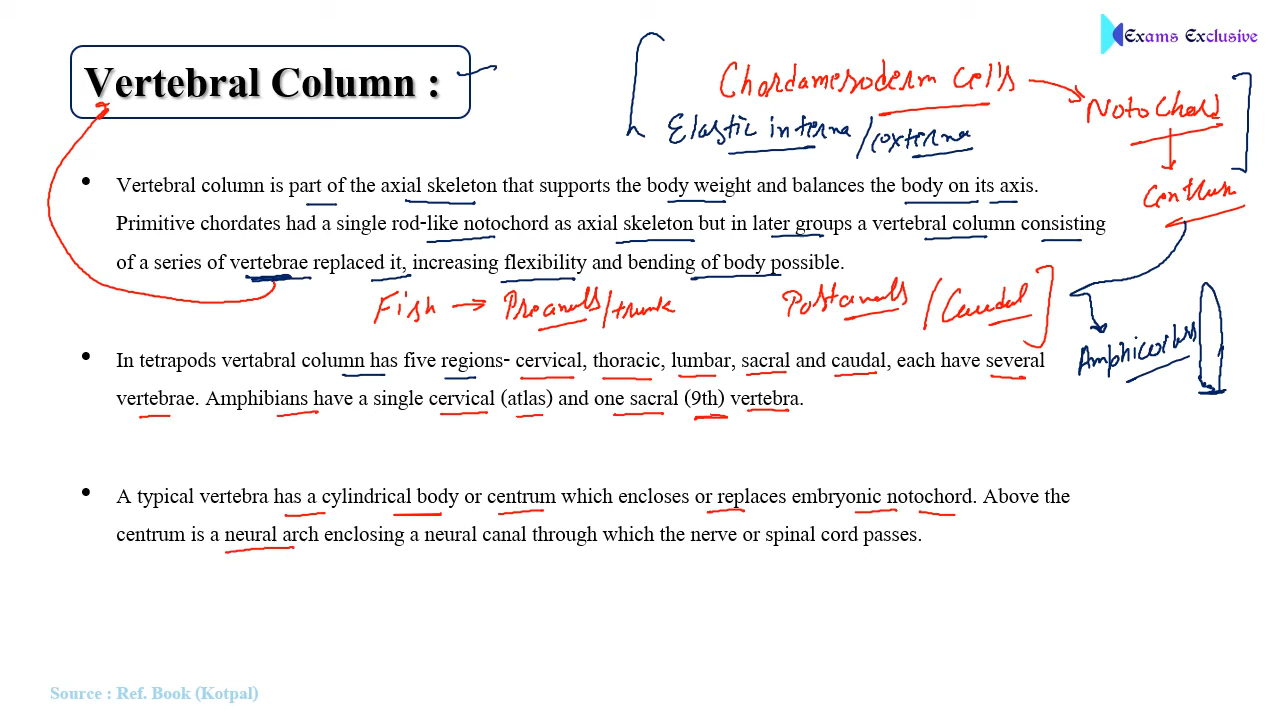 Exams Exclusive
Vertebral Column :
Chordamesoderm cells
Notochord
Elastic interna / externa
Centrum
• Vertebral column is part of the axial skeleton that supports the body weight and balances the body on its axis.
Primitive chordates had a single rod-like notochord as axial skeleton but in later groups a vertebral column consisting
of a series of vertebrae replaced it, increasing flexibility and bending of body possible.
Fish → Preanals/trunk
Postanals / Caudal
Amphicoelous
• In tetrapods vertabral column has five regions- cervical, thoracic, lumbar, sacral and caudal, each have several
vertebrae. Amphibians have a single cervical (atlas) and one sacral (9th) vertebra.
• A typical vertebra has a cylindrical body or centrum which encloses or replaces embryonic notochord. Above the
centrum is a neural arch enclosing a neural canal through which the nerve or spinal cord passes.
Source : Ref. Book (Kotpal)